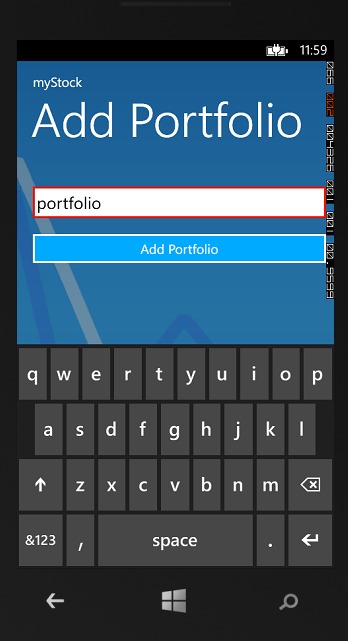 11:59
myStock
Add Portfolio
portfolio
Add Portfolio
q w e r t y u i o p
a s d f g h j k l
z x c v b n m
&123 , space .